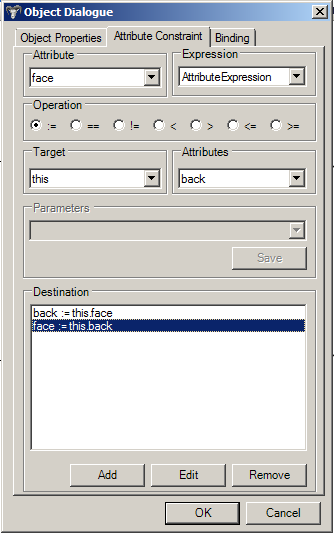 Object Dialogue
Object Properties Attribute Constraint Binding
Attribute Expression
face AttributeExpression
Operation
:= == != < > <= >=
Target Attributes
this back
Parameters
Save
Destination
back := this.face
face := this.back
Add Edit Remove
OK Cancel